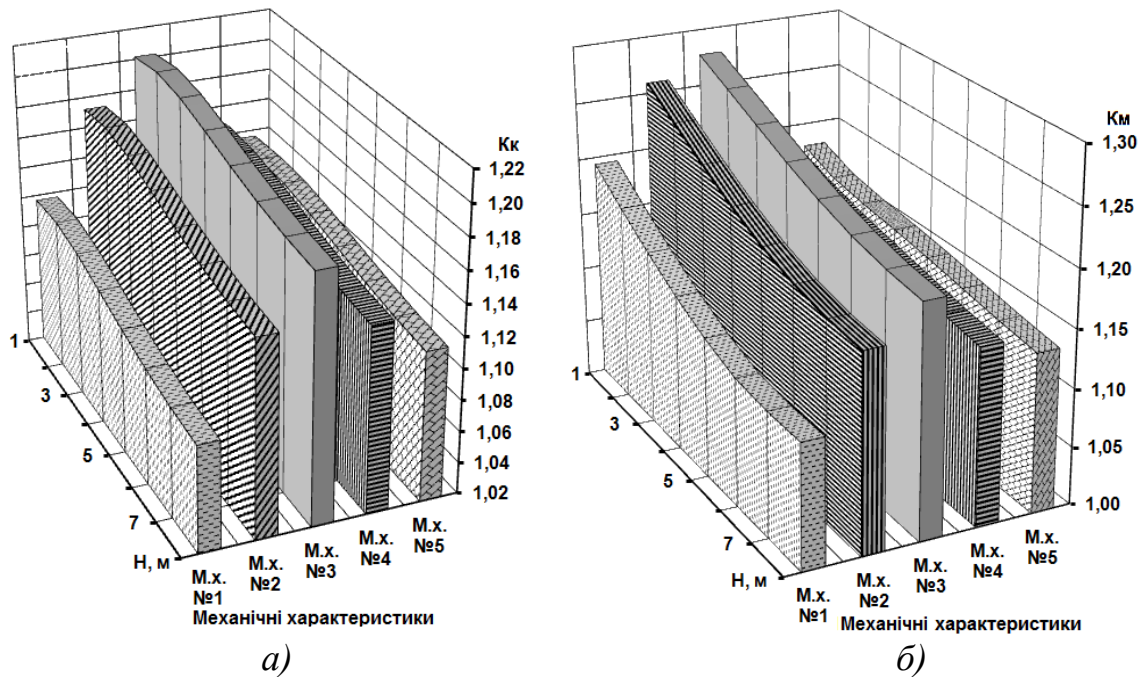 Кк
1,22
1,20
1,18
1,16
1,14
1,12
1,10
1,08
1,06
1,04
1,02
1
3
5
7
Н, м
М.х. №1
М.х. №2
М.х. №3
М.х. №4
М.х. №5
Механічні характеристики
а)
Км
1,30
1,25
1,20
1,15
1,10
1,05
1,00
1
3
5
7
Н, м
М.х. №1
М.х. №2
М.х. №3
М.х. №4
М.х. №5
Механічні характеристики
б)